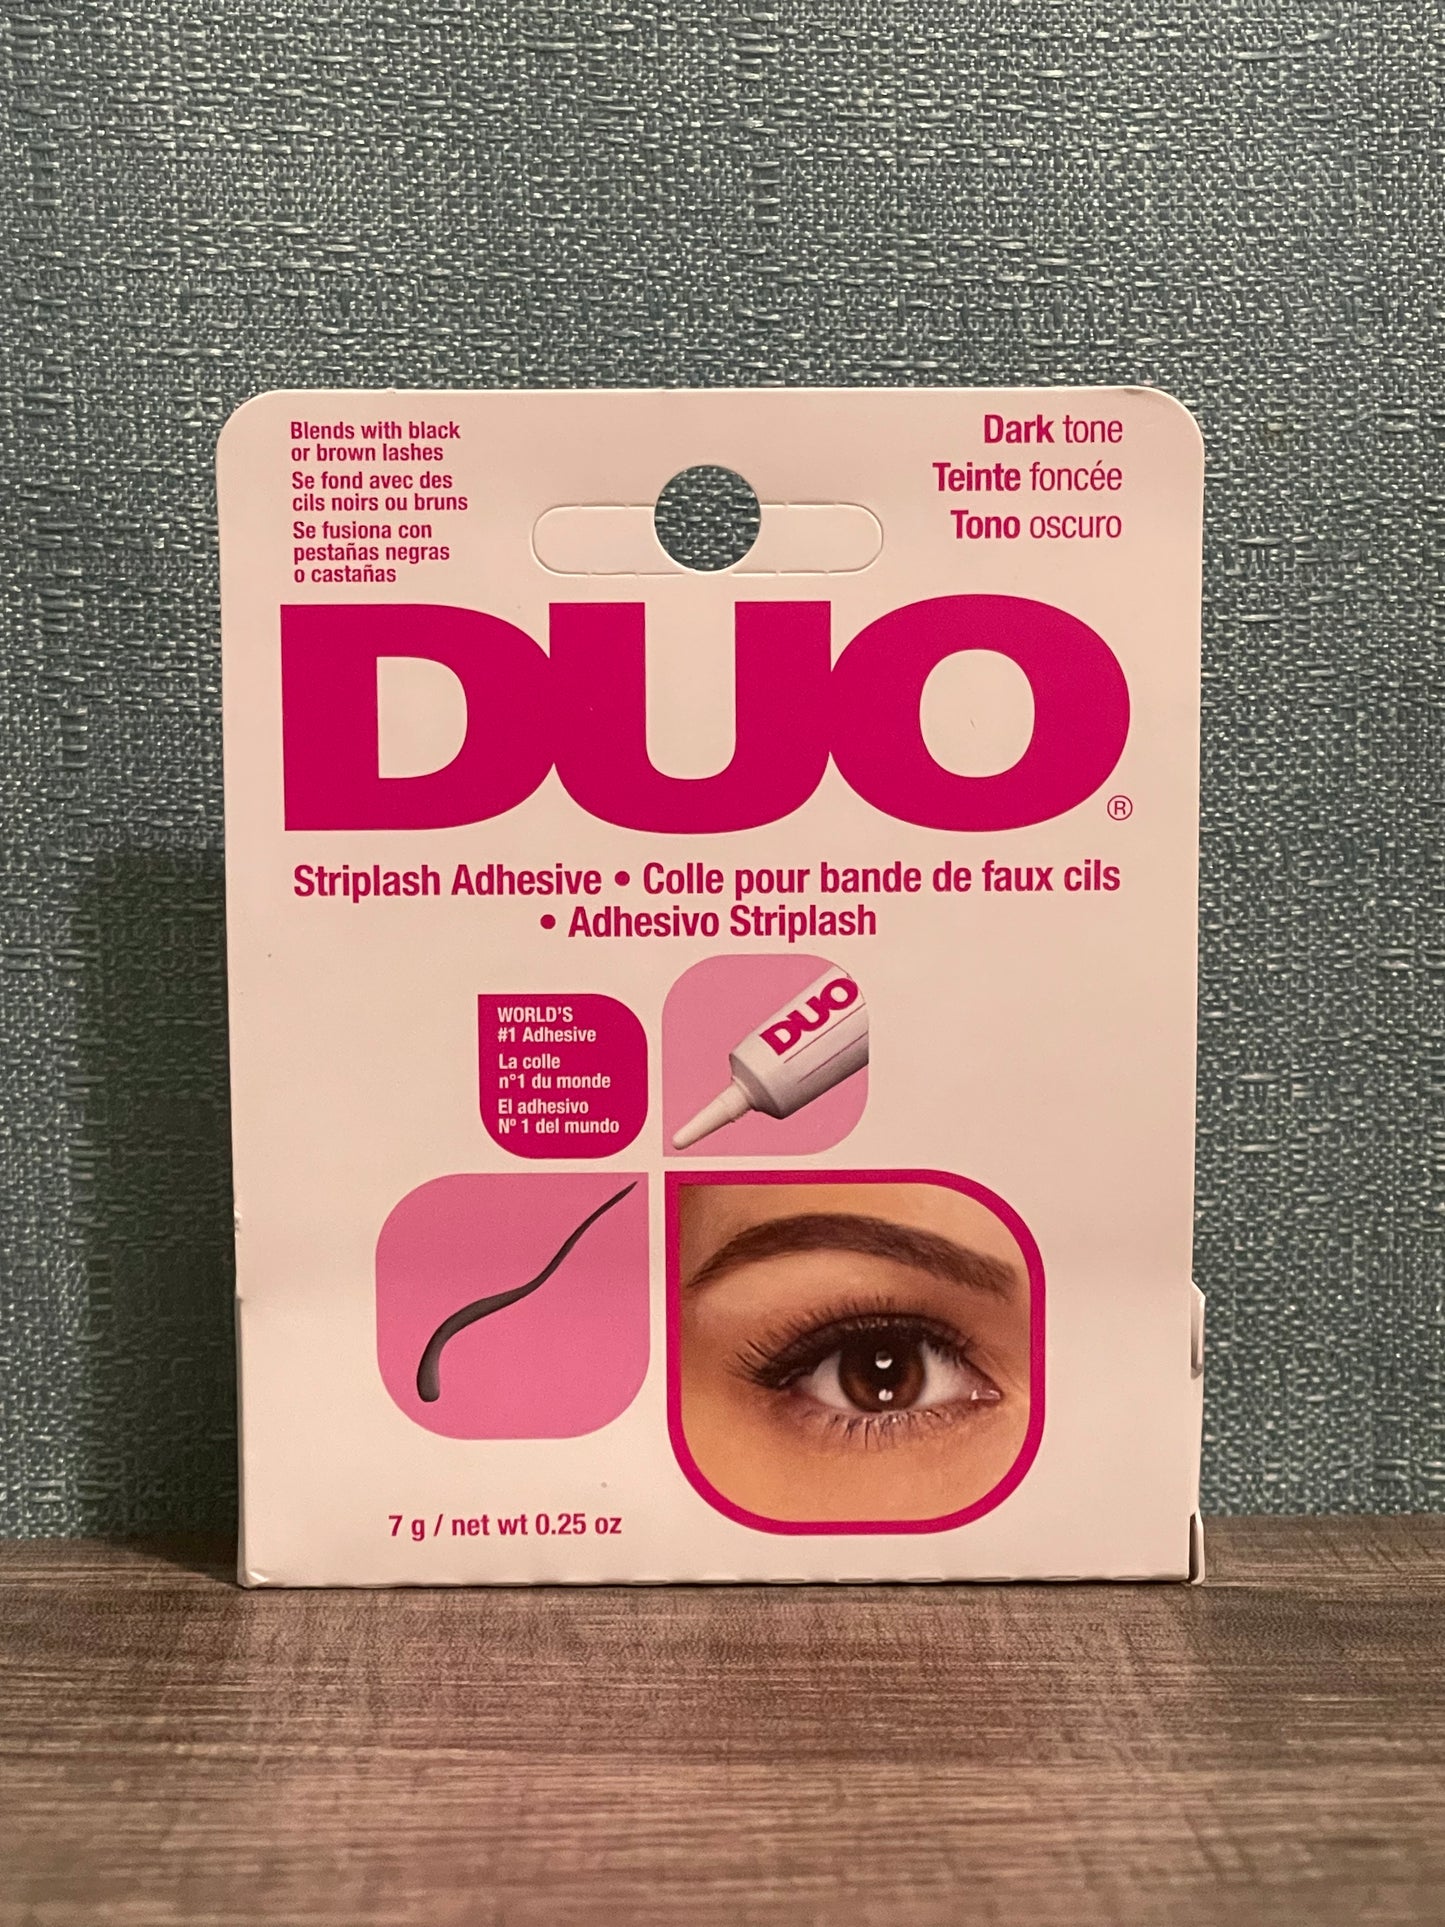 Blends with black
or brown lashes
Se fond avec des
cils noirs ou bruns
Se fusiona con
pestañas negras
o castañas
Dark tone
Teinte foncée
Tono oscuro
DUO®
Striplash Adhesive • Colle pour bande de faux cils
• Adhesivo Striplash
WORLD'S
#1 Adhesive
La colle
n°1 du monde
El adhesivo
Nº 1 del mundo
DUO
7 g / net wt 0.25 oz